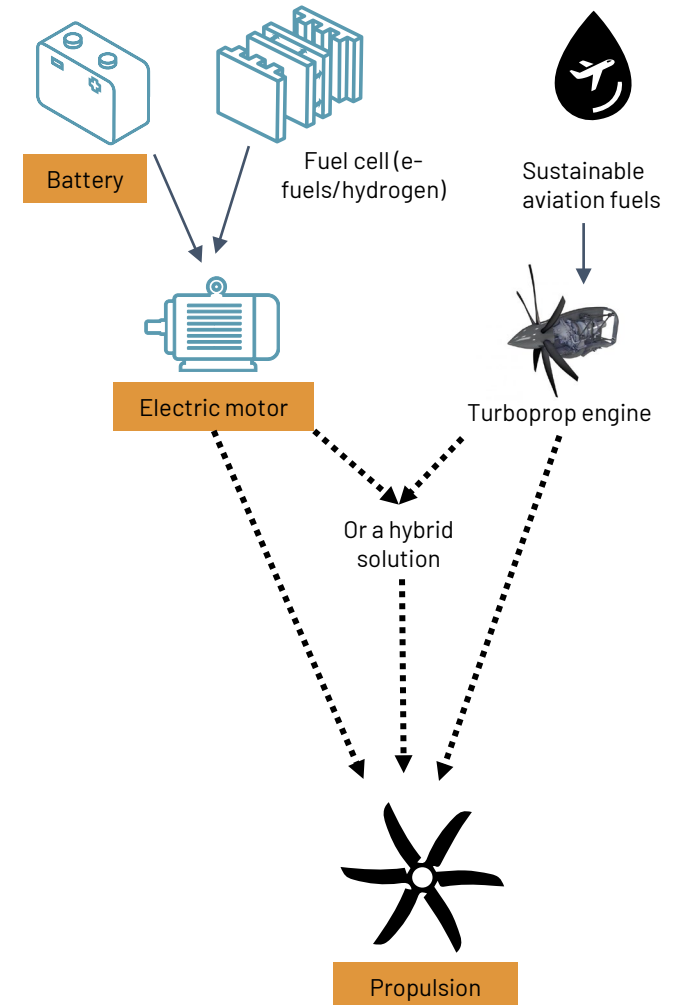 Battery
Fuel cell (e-
fuels/hydrogen)
Sustainable
aviation fuels
Electric motor
Turboprop engine
Or a hybrid
solution
Propulsion